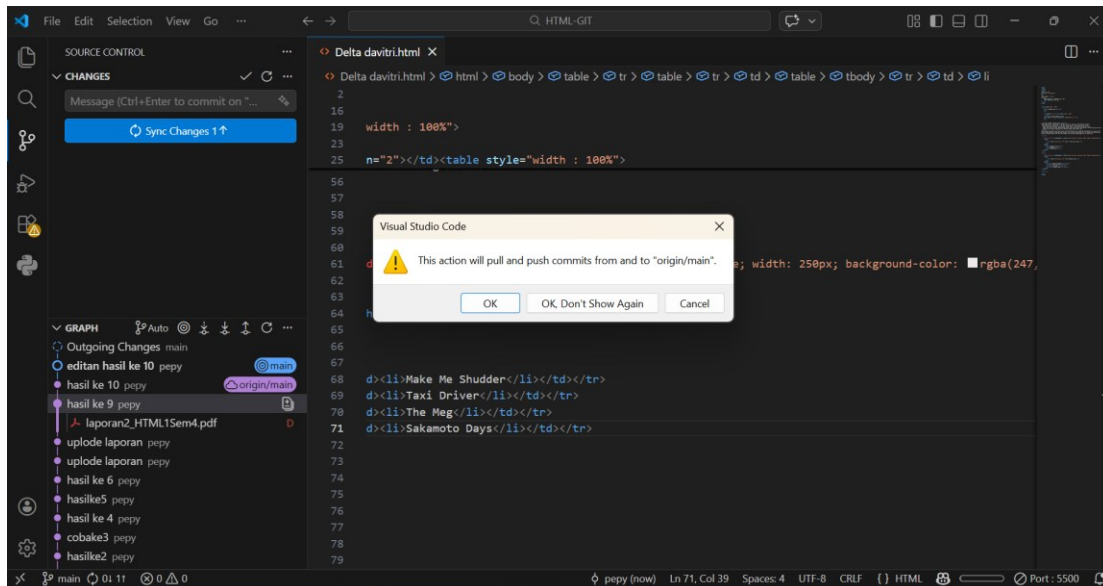 File Edit Selection View Go ··· HTML-GIT
SOURCE CONTROL
CHANGES
Message (Ctrl+Enter to commit on "...
Sync Changes 1↑
GRAPH Auto
Outgoing Changes main
editan hasil ke 10 pepy main
hasil ke 10 pepy origin/main
hasil ke 9 pepy
laporan2_HTML1Sem4.pdf D
uplode laporan pepy
uplode laporan pepy
hasil ke 6 pepy
hasilke5 pepy
hasil ke 4 pepy
cobake3 pepy
hasilke2 pepy
Delta davitri.html
Delta davitri.html > html > body > table > tr > table > tr > td > table > tbody > tr > td > li
2
16
19 width : 100%">
23
25 n="2"></td><table style="width : 100%">
56
57
58
59
60
61 d e; width: 250px; background-color: rgba(247,
62
63
64 h
65
66
67
68 d><li>Make Me Shudder</li></td></tr>
69 d><li>Taxi Driver</li></td></tr>
70 d><li>The Meg</li></td></tr>
71 d><li>Sakamoto Days</li></td></tr>
72
73
74
75
76
77
78
79
Visual Studio Code
This action will pull and push commits from and to "origin/main".
OK OK, Don't Show Again Cancel
main 0↓ 1↑ 0 0 pepy (now) Ln 71, Col 39 Spaces: 4 UTF-8 CRLF {} HTML Port : 5500